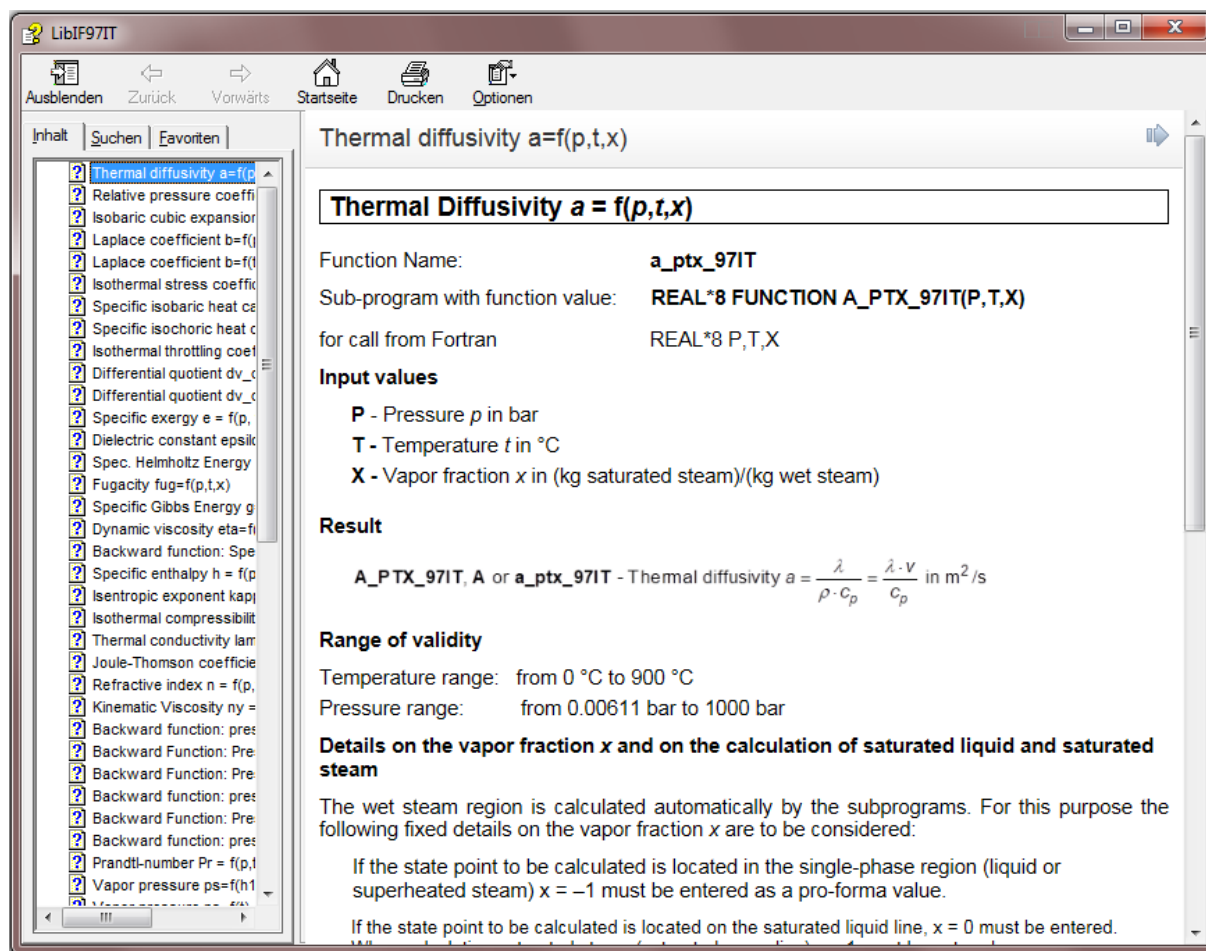 LibIF97IT
Ausblenden Zurück Vorwärts Startseite Drucken Optionen
Inhalt Suchen Favoriten
Thermal diffusivity a=f(p
Relative pressure coeffi
Isobaric cubic expansion
Laplace coefficient b=f(p
Laplace coefficient b=f(t
Isothermal stress coeffic
Specific isobaric heat ca
Specific isochoric heat c
Isothermal throttling coef
Differential quotient dv_d
Differential quotient dv_d
Specific exergy e = f(p,
Dielectric constant epsilo
Spec. Helmholtz Energy
Fugacity fug=f(p,t,x)
Specific Gibbs Energy g
Dynamic viscosity eta=f(
Backward function: Spe
Specific enthalpy h = f(p
Isentropic exponent kapp
Isothermal compressibilit
Thermal conductivity lam
Joule-Thomson coefficie
Refractive index n = f(p,
Kinematic Viscosity ny =
Backward function: pres
Backward Function: Pre
Backward Function: Pre
Backward function: pres
Backward Function: Pre
Backward function: pres
Prandtl-number Pr = f(p,t
Vapor pressure ps=f(h1
Thermal diffusivity a=f(p,t,x)
Thermal Diffusivity a = f(p,t,x)
Function Name: a_ptx_97IT
Sub-program with function value: REAL*8 FUNCTION A_PTX_97IT(P,T,X)
for call from Fortran REAL*8 P,T,X
Input values
P - Pressure p in bar
T - Temperature t in °C
X - Vapor fraction x in (kg saturated steam)/(kg wet steam)
Result
A_PTX_97IT, A or a_ptx_97IT - Thermal diffusivity a = λ / (ρ · cp) = (λ · v) / cp in m²/s
Range of validity
Temperature range: from 0 °C to 900 °C
Pressure range: from 0.00611 bar to 1000 bar
Details on the vapor fraction x and on the calculation of saturated liquid and saturated
steam
The wet steam region is calculated automatically by the subprograms. For this purpose the
following fixed details on the vapor fraction x are to be considered:
If the state point to be calculated is located in the single-phase region (liquid or
superheated steam) x = –1 must be entered as a pro-forma value.
If the state point to be calculated is located on the saturated liquid line, x = 0 must be entered.